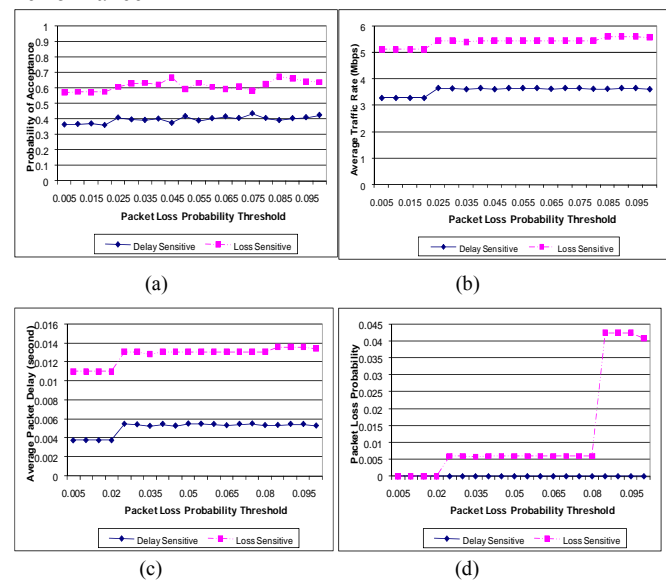 1
0.9
0.8
0.7
0.6
0.5
0.4
0.3
0.2
0.1
0
Probability of Acceptance
0.005 0.015 0.025 0.035 0.045 0.055 0.065 0.075 0.085 0.095
Packet Loss Probability Threshold
Delay Sensitive Loss Sensitive
(a)
6
5
4
3
2
1
0
Average Traffic Rate (Mbps)
0.005 0.015 0.025 0.035 0.045 0.055 0.065 0.075 0.085 0.095
Packet Loss Probability Threshold
Delay Sensitive Loss Sensitive
(b)
0.016
0.014
0.012
0.01
0.008
0.006
0.004
0.002
0
Average Packet Delay (second)
0.005 0.02 0.035 0.05 0.065 0.08 0.095
Packet Loss Probability Threshold
Delay Sensitive Loss Sensitive
(c)
0.045
0.04
0.035
0.03
0.025
0.02
0.015
0.01
0.005
0
Packet Loss Probability
0.005 0.02 0.035 0.05 0.065 0.08 0.095
Packet Loss Probability Threshold
Delay Sensitive Loss Sensitive
(d)